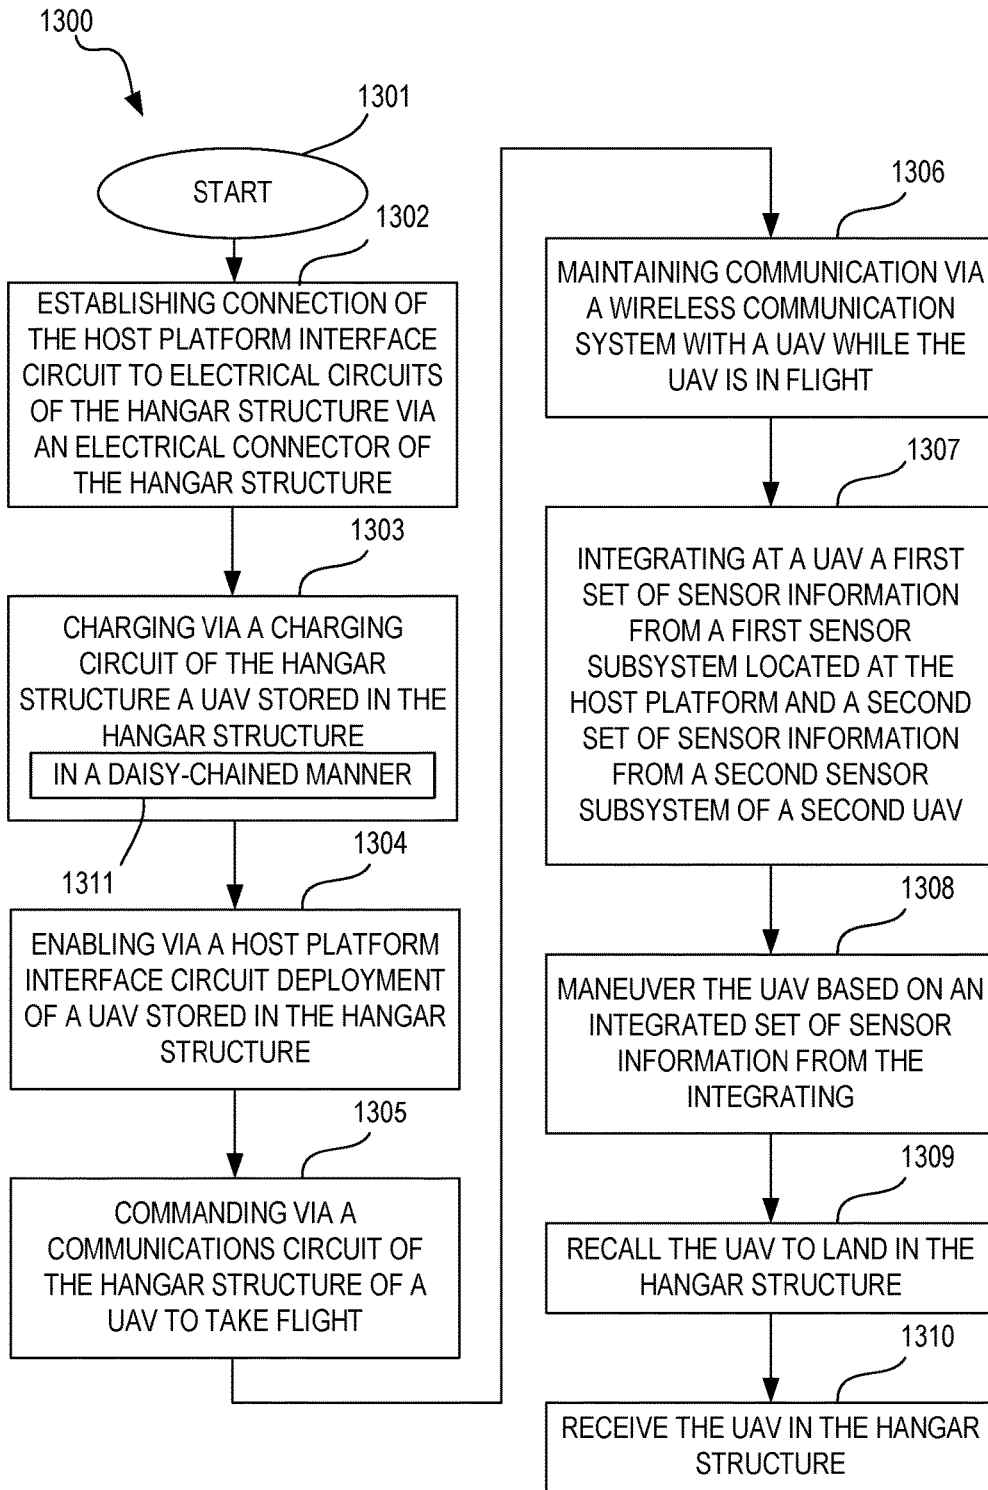 1300
1301
START
1302
ESTABLISHING CONNECTION OF
THE HOST PLATFORM INTERFACE
CIRCUIT TO ELECTRICAL CIRCUITS
OF THE HANGAR STRUCTURE VIA
AN ELECTRICAL CONNECTOR OF
THE HANGAR STRUCTURE
1303
CHARGING VIA A CHARGING
CIRCUIT OF THE HANGAR
STRUCTURE A UAV STORED IN THE
HANGAR STRUCTURE
IN A DAISY-CHAINED MANNER
1311
1304
ENABLING VIA A HOST PLATFORM
INTERFACE CIRCUIT DEPLOYMENT
OF A UAV STORED IN THE HANGAR
STRUCTURE
1305
COMMANDING VIA A
COMMUNICATIONS CIRCUIT OF
THE HANGAR STRUCTURE OF A
UAV TO TAKE FLIGHT
1306
MAINTAINING COMMUNICATION VIA
A WIRELESS COMMUNICATION
SYSTEM WITH A UAV WHILE THE
UAV IS IN FLIGHT
1307
INTEGRATING AT A UAV A FIRST
SET OF SENSOR INFORMATION
FROM A FIRST SENSOR
SUBSYSTEM LOCATED AT THE
HOST PLATFORM AND A SECOND
SET OF SENSOR INFORMATION
FROM A SECOND SENSOR
SUBSYSTEM OF A SECOND UAV
1308
MANEUVER THE UAV BASED ON AN
INTEGRATED SET OF SENSOR
INFORMATION FROM THE
INTEGRATING
1309
RECALL THE UAV TO LAND IN THE
HANGAR STRUCTURE
1310
RECEIVE THE UAV IN THE HANGAR
STRUCTURE